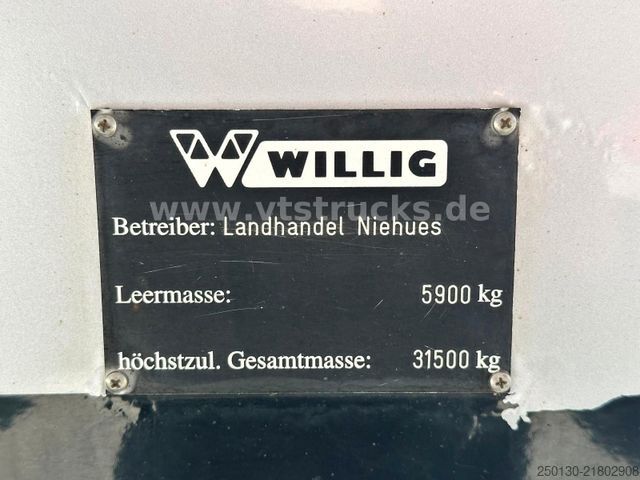 WILLIG
www.vtstrucks.de
Betreiber: Landhandel Niehues
Leermasse: 5900 kg
höchstzul. Gesamtmasse: 31500 kg
250130-21802908